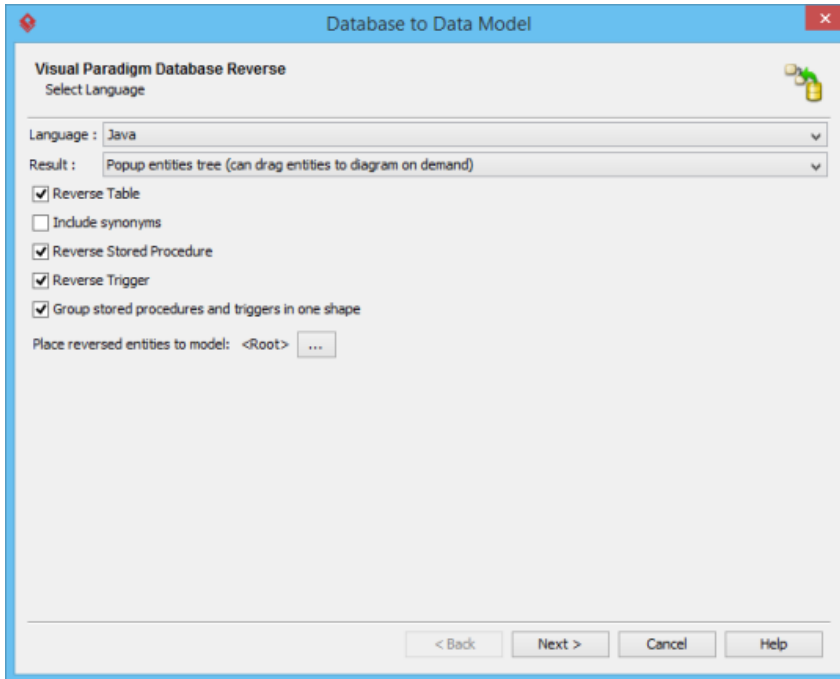 Database to Data Model
Visual Paradigm Database Reverse
Select Language
Language : Java
Result : Popup entities tree (can drag entities to diagram on demand)
Reverse Table
Include synonyms
Reverse Stored Procedure
Reverse Trigger
Group stored procedures and triggers in one shape
Place reversed entities to model: <Root> ...
< Back Next > Cancel Help